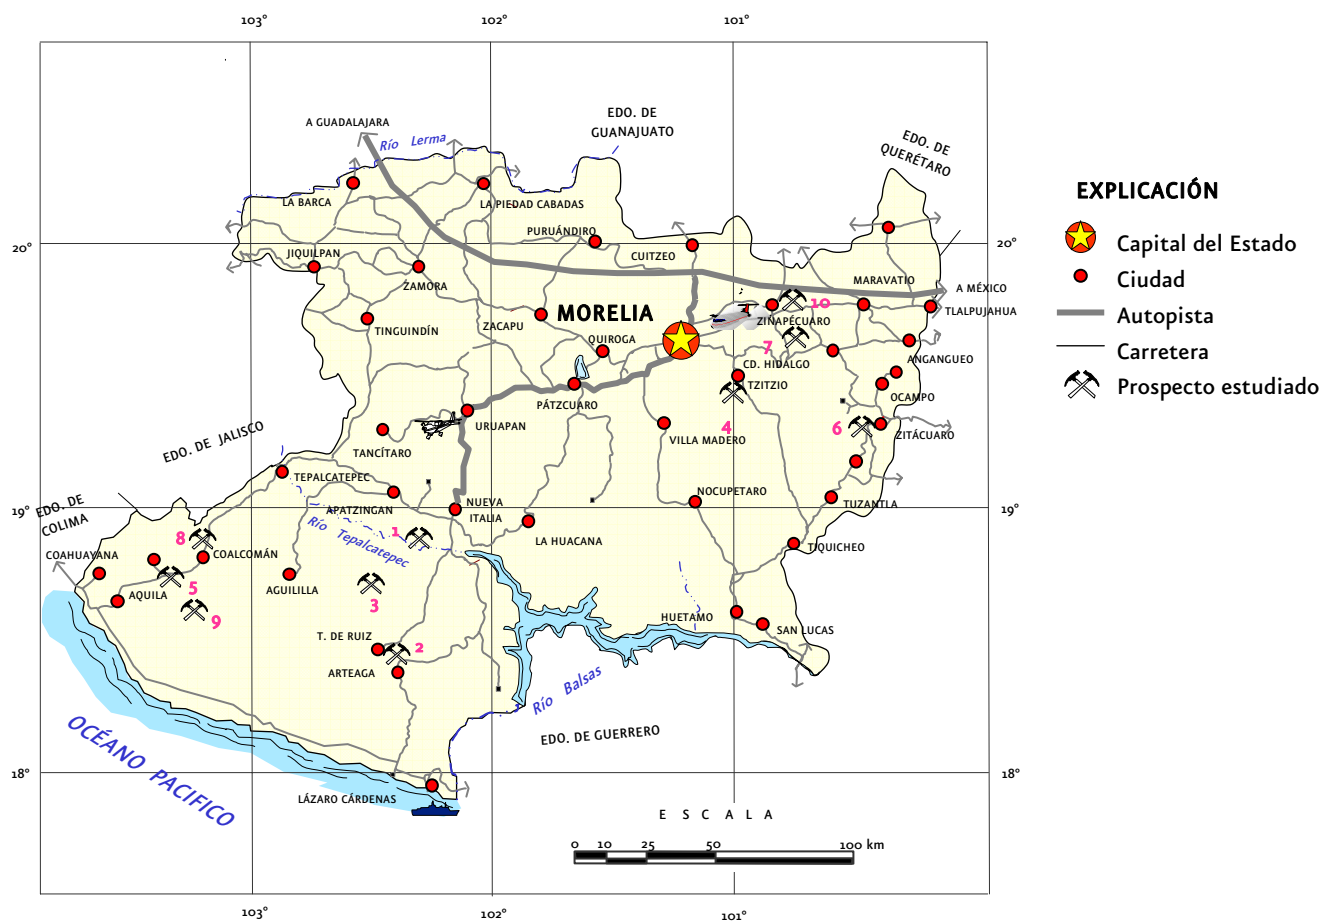 103°
102°
101°
A GUADALAJARA
Río Lerma
EDO. DE
GUANAJUATO
EDO. DE
QUERÉTARO
LA BARCA
LA PIEDAD CABADAS
PURUÁNDIRO
CUITZEO
20°
20°
JIQUILPAN
ZAMORA
MARAVATIO
A MÉXICO
TLALPUJAHUA
TINGUINDÍN
ZACAPU
MORELIA
QUIROGA
ZINAPÉCUARO
10
7
CD. HIDALGO
TZITZIO
ANGANGUEO
OCAMPO
PÁTZCUARO
URUAPAN
4
VILLA MADERO
6
ZITÁCUARO
EDO. DE JALISCO
TANCÍTARO
TEPALCATEPEC
APATZINGAN
NUEVA
ITALIA
NOCUPETARO
TUZANTLA
19°
19°
EDO. DE
COLIMA
Río Tepalcatepec
1
LA HUACANA
TIQUICHEO
8
COALCOMÁN
COAHUAYANA
5
AQUILA
9
AGUILILLA
3
HUETAMO
SAN LUCAS
T. DE RUIZ
2
ARTEAGA
Río Balsas
EDO. DE GUERRERO
OCÉANO PACIFICO
18°
18°
LÁZARO CÁRDENAS
ESCALA
0 10 25 50 100 km
103°
102°
101°
EXPLICACIÓN
Capital del Estado
Ciudad
Autopista
Carretera
Prospecto estudiado